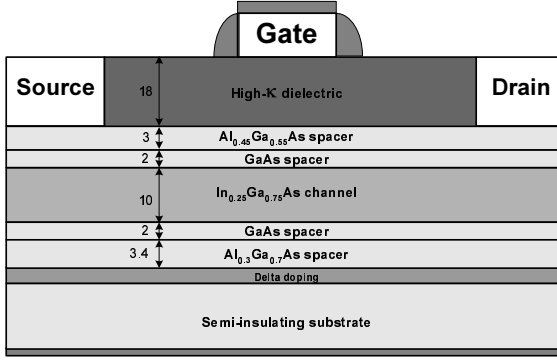 Gate
Source
Drain
18
High-K dielectric
3
Al0.45Ga0.55As spacer
2
GaAs spacer
10
In0.25Ga0.75As channel
2
GaAs spacer
3.4
Al0.3Ga0.7As spacer
Delta doping
Semi-insulating substrate